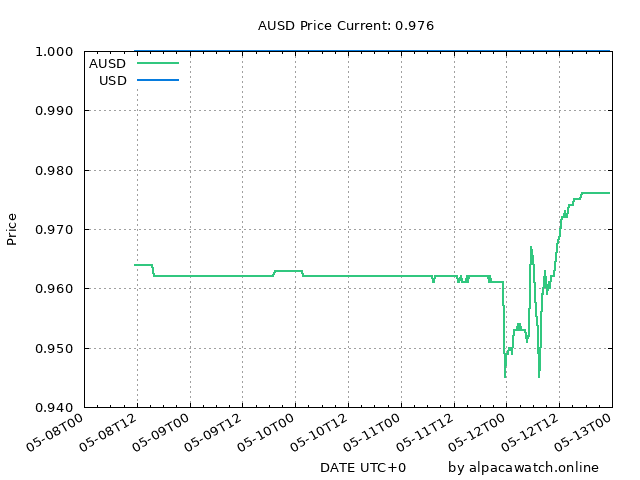 AUSD Price Current: 0.976
1.000
0.990
0.980
0.970
0.960
0.950
0.940
AUSD
USD
Price
05-08T00
05-08T12
05-09T00
05-09T12
05-10T00
05-10T12
05-11T00
05-11T12
05-12T00
05-12T12
05-13T00
DATE UTC+0
by alpacawatch.online